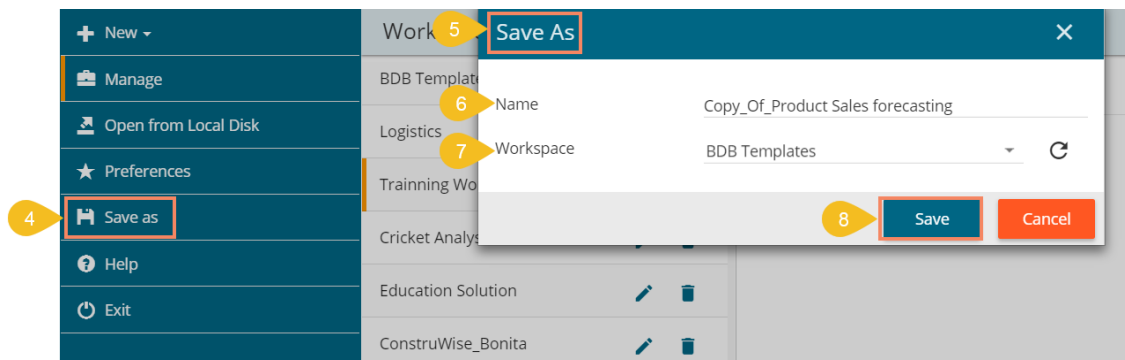 New
Manage
Open from Local Disk
Preferences
4
Save as
Help
Exit
Work
BDB Template
Logistics
Trainning Wo
Cricket Analys
Education Solution
ConstruWise_Bonita
5
Save As
6
Name
Copy_Of_Product Sales forecasting
7
Workspace
BDB Templates
8
Save
Cancel